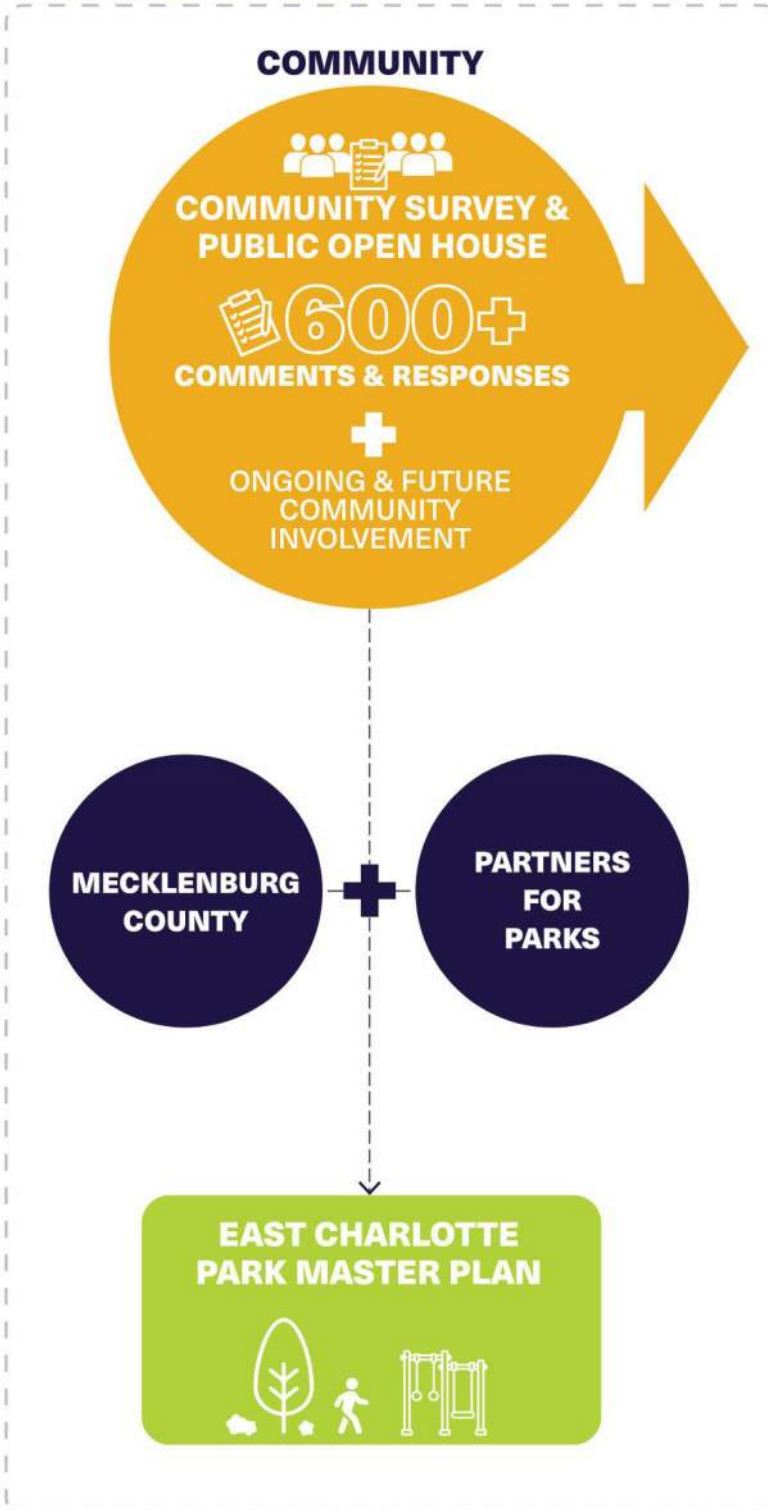 COMMUNITY
COMMUNITY SURVEY &
PUBLIC OPEN HOUSE
600+
COMMENTS & RESPONSES
ONGOING & FUTURE
COMMUNITY
INVOLVEMENT
MECKLENBURG
COUNTY
PARTNERS
FOR
PARKS
EAST CHARLOTTE
PARK MASTER PLAN